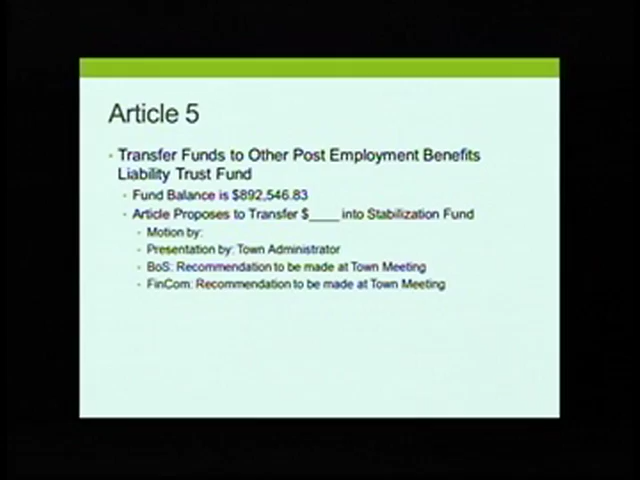 Article 5
Transfer Funds to Other Post Employment Benefits
Liability Trust Fund
Fund Balance is $892,546.83
Article Proposes to Transfer $____ into Stabilization Fund
Motion by:
Presentation by: Town Administrator
BoS: Recommendation to be made at Town Meeting
FinCom: Recommendation to be made at Town Meeting